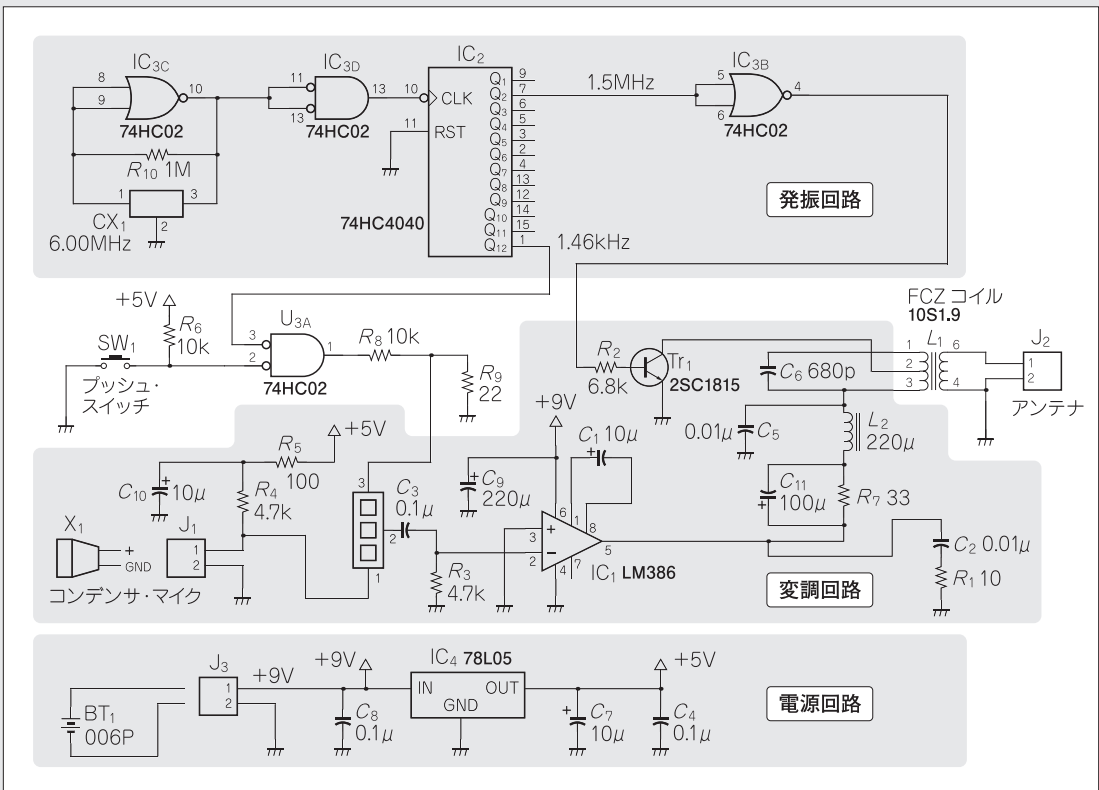 IC3C
8
9
10
74HC02
R10 1M
1
3
2
CX1
6.00MHz
IC3D
11
13
13
74HC02
IC2
10
CLK
11
RST
74HC4040
Q1 9
Q2 7
Q3 6
Q4 5
Q5 3
Q6 2
Q7 4
Q8 13
Q9 12
Q10 14
Q11 15
Q12 1
1.5MHz
1.46kHz
IC3B
5
6
4
74HC02
発振回路
+5V
R6
10k
SW1
プッシュ・
スイッチ
U3A
3
2
1
74HC02
R8 10k
R9
22
R2
6.8k
Tr1
2SC1815
C6 680p
FCZ コイル
10S1.9
L1
1
2
3
6
4
J2
1
2
アンテナ
0.01μ C5
L2
220μ
C11
100μ
R7 33
C2 0.01μ
R1 10
+5V
R5
100
C10
10μ
R4
4.7k
X1
+
GND
コンデンサ・マイク
J1
1
2
3
2
1
C3
0.1μ
R3
4.7k
+9V
C9
220μ
C1 10μ
6
1
8
3
2
5
4
7
+
−
IC1 LM386
変調回路
BT1
006P
J3
1
2
+9V
+9V
C8
0.1μ
IC4 78L05
IN
OUT
GND
C7
10μ
+5V
C4
0.1μ
電源回路